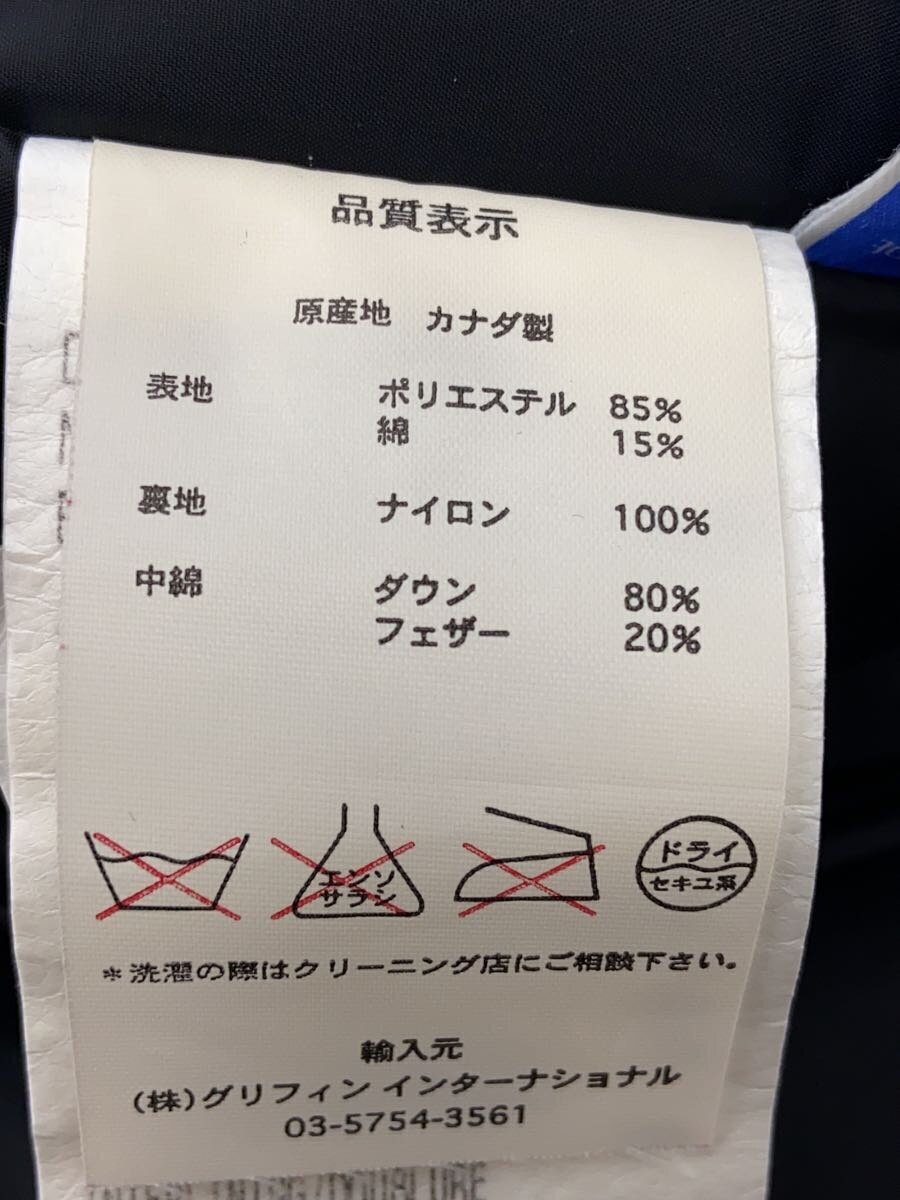 品質表示
原産地 カナダ製
表地 ポリエステル 85%
綿 15%
裏地 ナイロン 100%
中綿 ダウン 80%
フェザー 20%
エンソ
サラシ
ドライ
セキユ系
*洗濯の際はクリーニング店にご相談下さい。
輸入元
(株)グリフィン インターナショナル
03-5754-3561